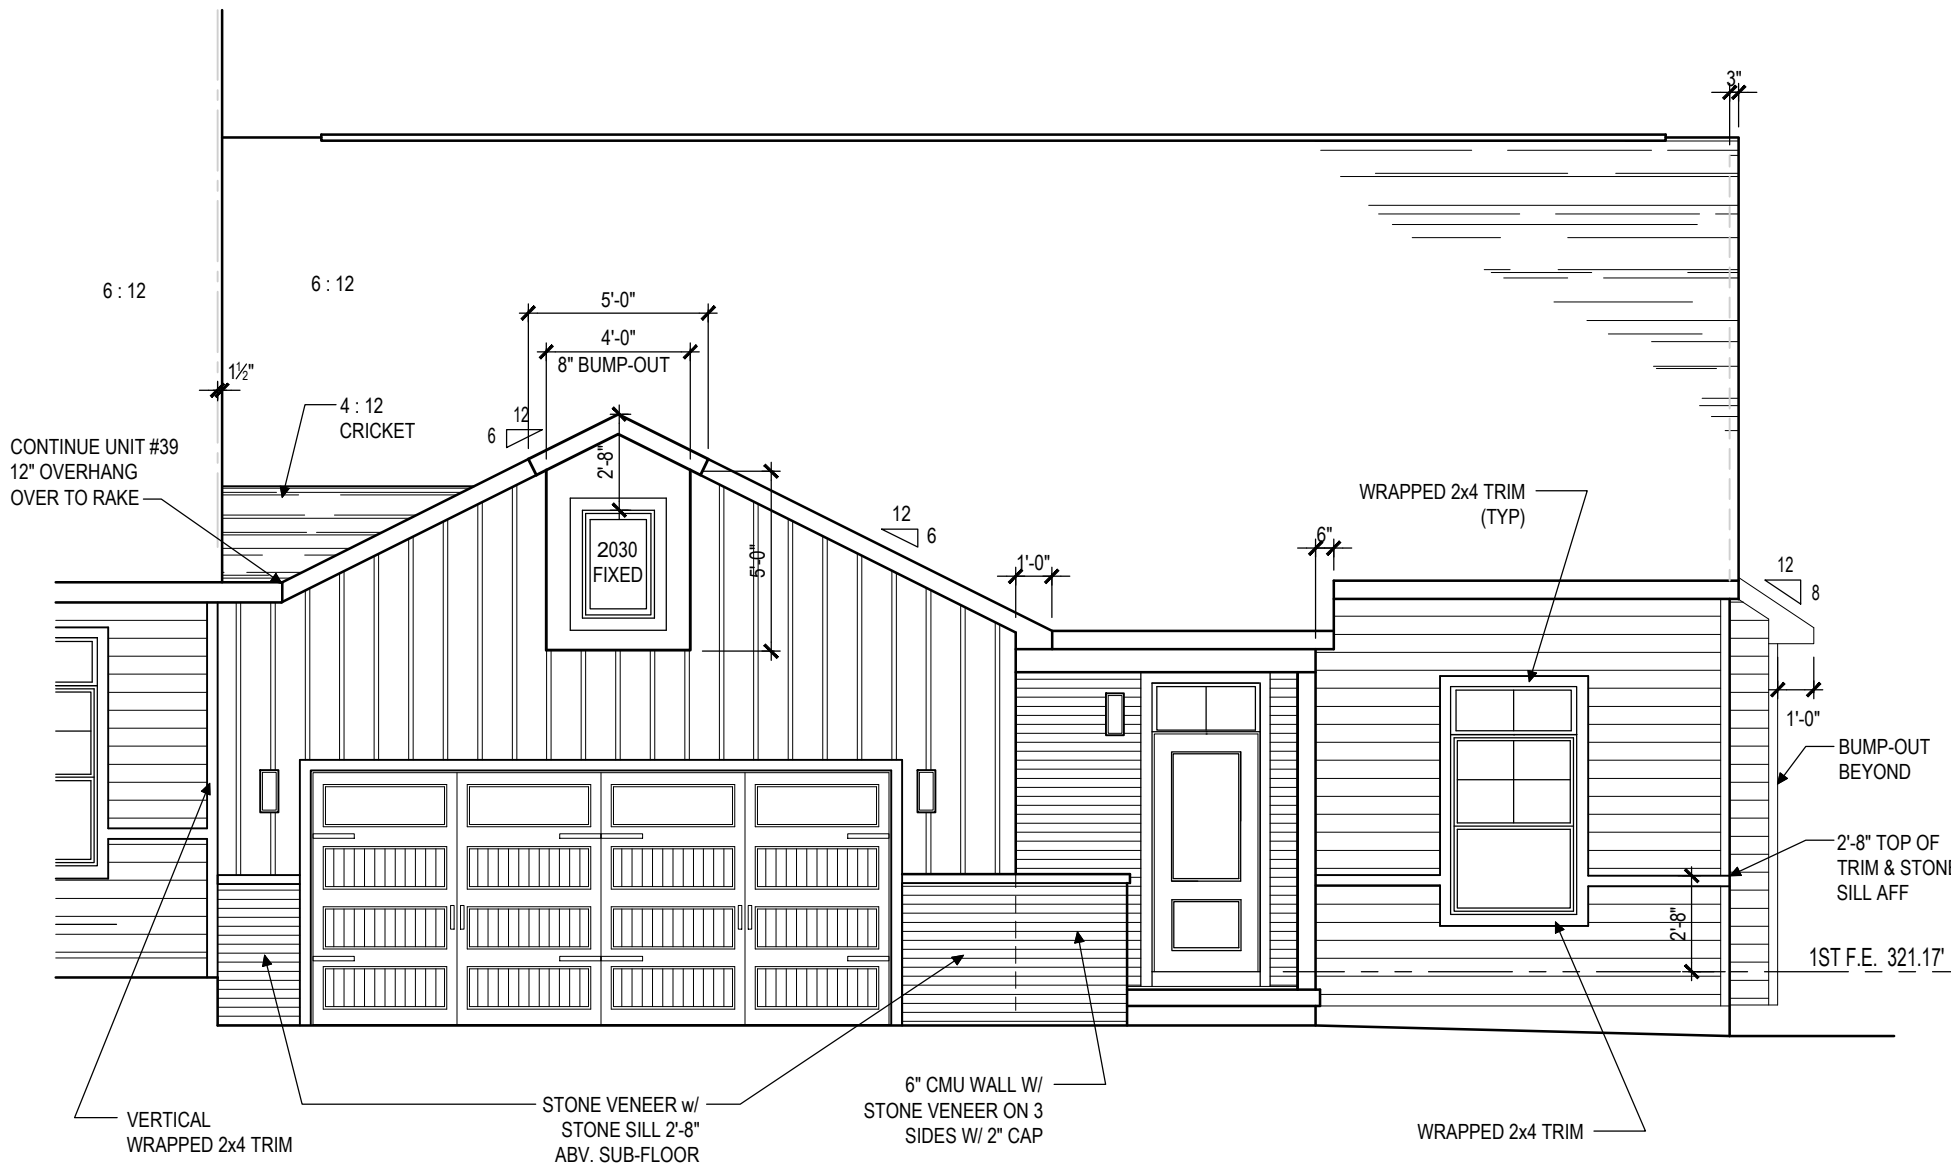 3"
6 : 12
6 : 12
5'-0"
4'-0"
8" BUMP-OUT
1½"
4 : 12
CRICKET
12
6
CONTINUE UNIT #39
12" OVERHANG
OVER TO RAKE
2'-8"
2030
FIXED
5'-0"
12
6
1'-0"
6"
WRAPPED 2x4 TRIM
(TYP)
12
8
1'-0"
BUMP-OUT
BEYOND
2'-8" TOP OF
TRIM & STONE
SILL AFF
2'-8"
1ST F.E. 321.17'
VERTICAL
WRAPPED 2x4 TRIM
STONE VENEER w/
STONE SILL 2'-8"
ABV. SUB-FLOOR
6" CMU WALL W/
STONE VENEER ON 3
SIDES W/ 2" CAP
WRAPPED 2x4 TRIM